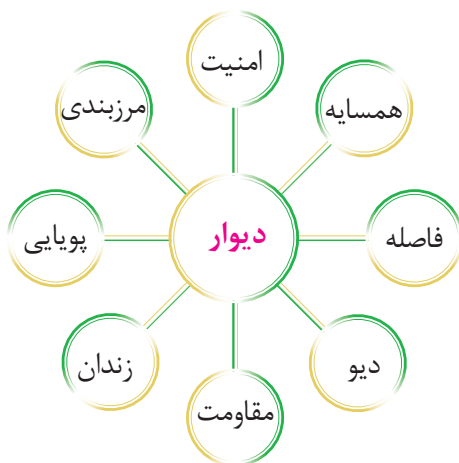 امنیت
همسایه
مرزبندی
دیوار
فاصله
پویایی
دیو
زندان
مقاومت